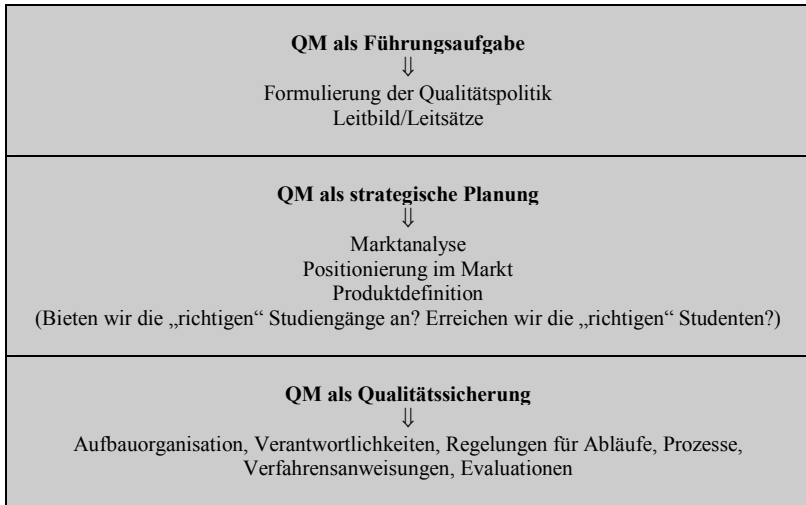 QM als Führungsaufgabe
⇓
Formulierung der Qualitätspolitik
Leitbild/Leitsätze
QM als strategische Planung
⇓
Marktanalyse
Positionierung im Markt
Produktdefinition
(Bieten wir die „richtigen“ Studiengänge an? Erreichen wir die „richtigen“ Studenten?)
QM als Qualitätssicherung
⇓
Aufbauorganisation, Verantwortlichkeiten, Regelungen für Abläufe, Prozesse,
Verfahrensanweisungen, Evaluationen